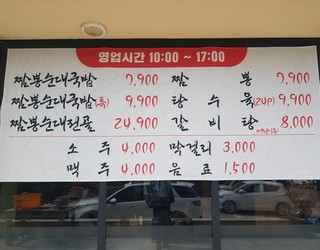 영업시간 10:00 ~ 17:00
짬뽕순대국밥 7,900 짬 뽕 7,900
짬뽕순대국밥(특) 9,900 탕 수 육(2인) 9,900
짬뽕순대전골 24,900 갈 비 탕 8,000
소 주 4,000 막걸리 3,000
맥 주 4,000 음 료 1,500